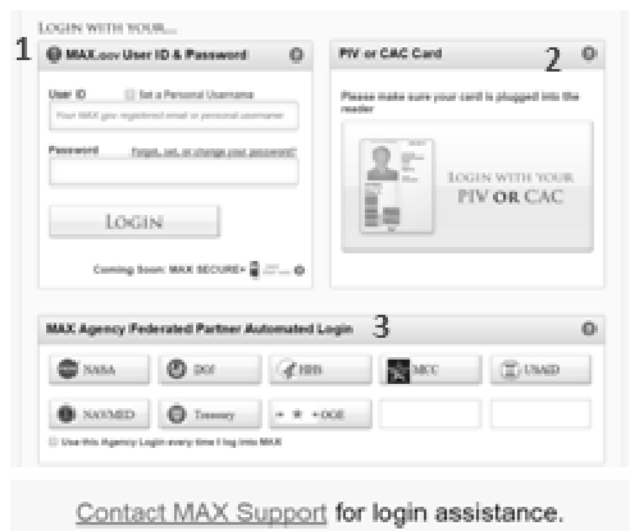 LOGIN WITH YOUR...
1
MAX.GOV User ID & Password
User ID Set a Personal Username
Your MAX.gov registered email or personal username
Password Forgot, set, or change your password?
LOGIN
Coming Soon: MAX SECURE+
PIV or CAC Card
2
Please make sure your card is plugged into the
reader
LOGIN WITH YOUR
PIV OR CAC
MAX Agency Federated Partner Automated Login 3
NASA DOJ HHS MCC USAID
NAVMED Treasury OGE
Use this Agency Login every time I log into MAX
Contact MAX Support for login assistance.